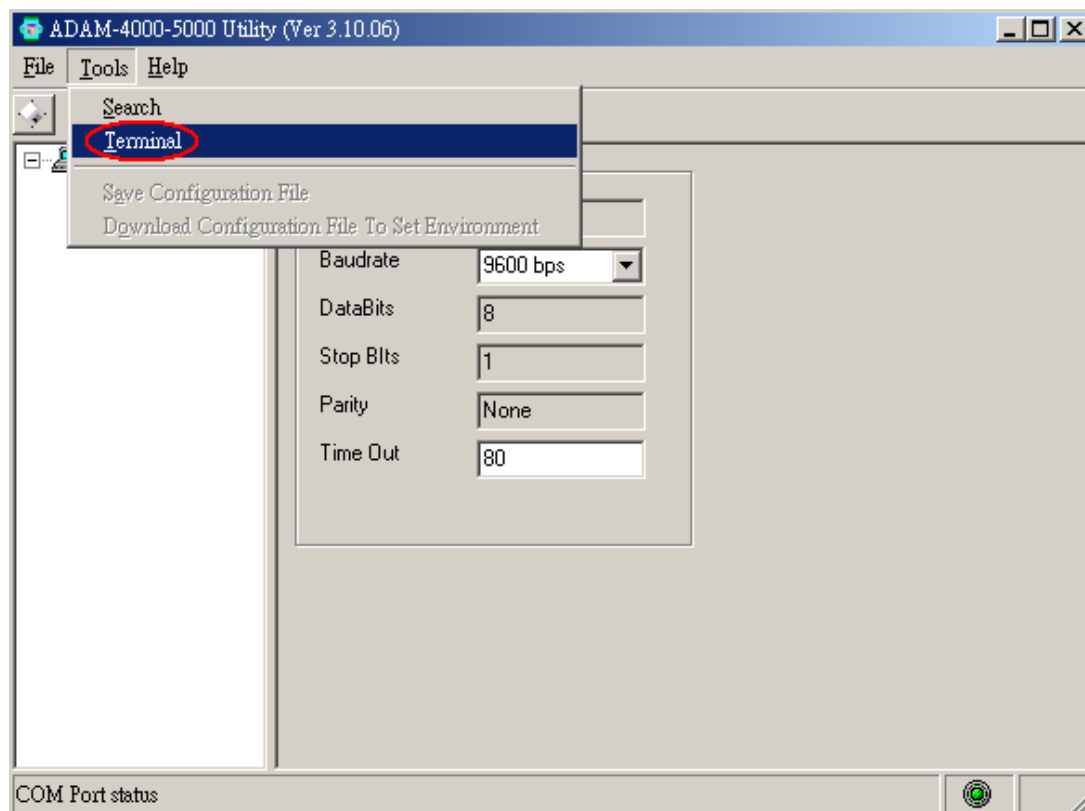 ADAM-4000-5000 Utility (Ver 3.10.06)
File Tools Help
Search
Terminal
Save Configuration File
Download Configuration File To Set Environment
Baudrate 9600 bps
DataBits 8
Stop BIts 1
Parity None
Time Out 80
COM Port status